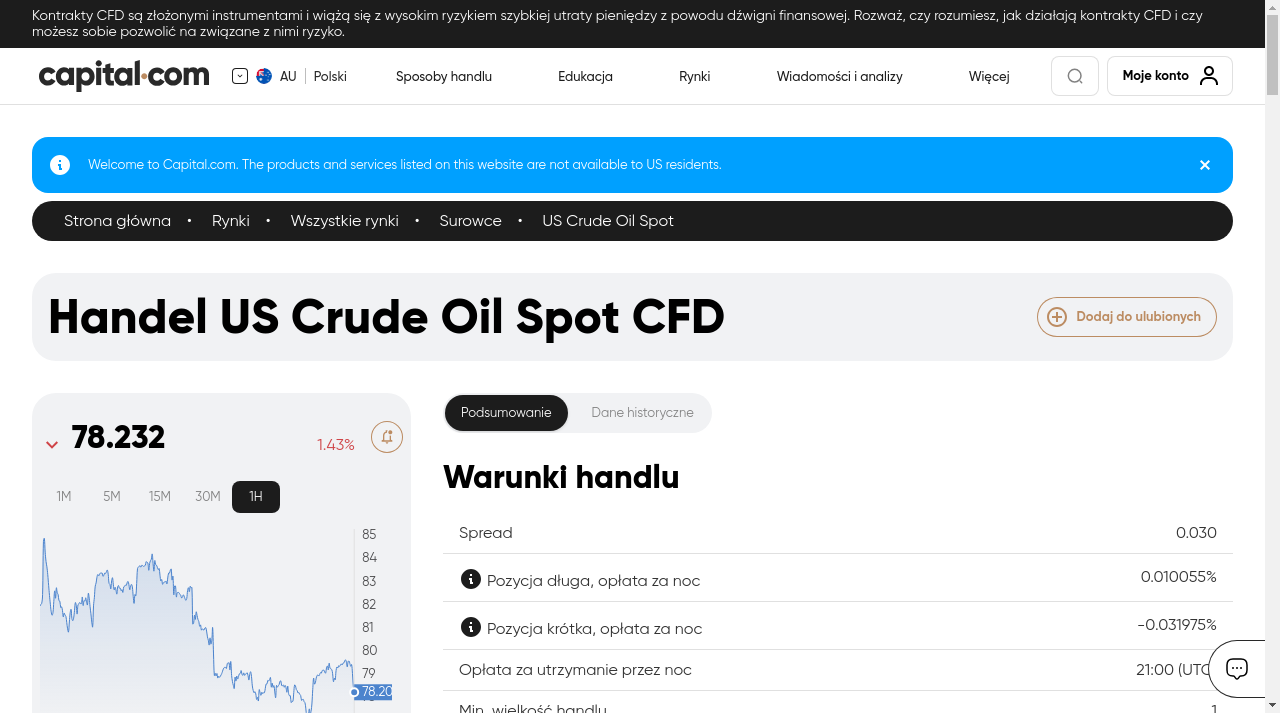 Kontrakty CFD są złożonymi instrumentami i wiążą się z wysokim ryzykiem szybkiej utraty pieniędzy z powodu dźwigni finansowej. Rozważ, czy rozumiesz, jak działają kontrakty CFD i czy
możesz sobie pozwolić na związane z nimi ryzyko.
capital.com
AU
Polski
Sposoby handlu
Edukacja
Rynki
Wiadomości i analizy
Więcej
Moje konto
Welcome to Capital.com. The products and services listed on this website are not available to US residents.
Strona główna • Rynki • Wszystkie rynki • Surowce • US Crude Oil Spot
Handel US Crude Oil Spot CFD
Dodaj do ulubionych
78.232
1.43%
1M 5M 15M 30M 1H
85
84
83
82
81
80
79
78.20
Podsumowanie
Dane historyczne
Warunki handlu
Spread 0.030
Pozycja długa, opłata za noc 0.010055%
Pozycja krótka, opłata za noc -0.031975%
Opłata za utrzymanie przez noc 21:00 (UTC
Min. wielkość handlu 1